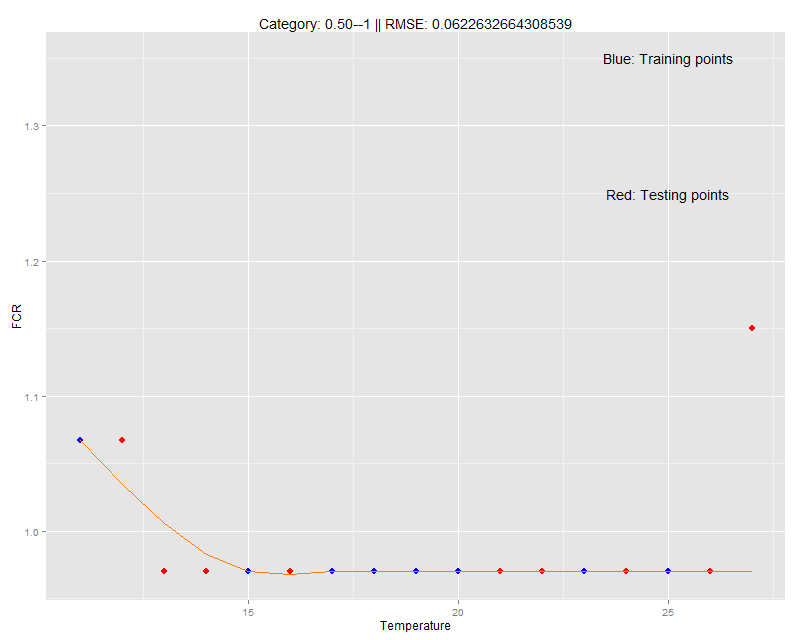 Category: 0.50--1 || RMSE: 0.0622632664308539
Blue: Training points
1.3
Red: Testing points
1.2
FCR
1.1
1.0
15
20
25
Temperature